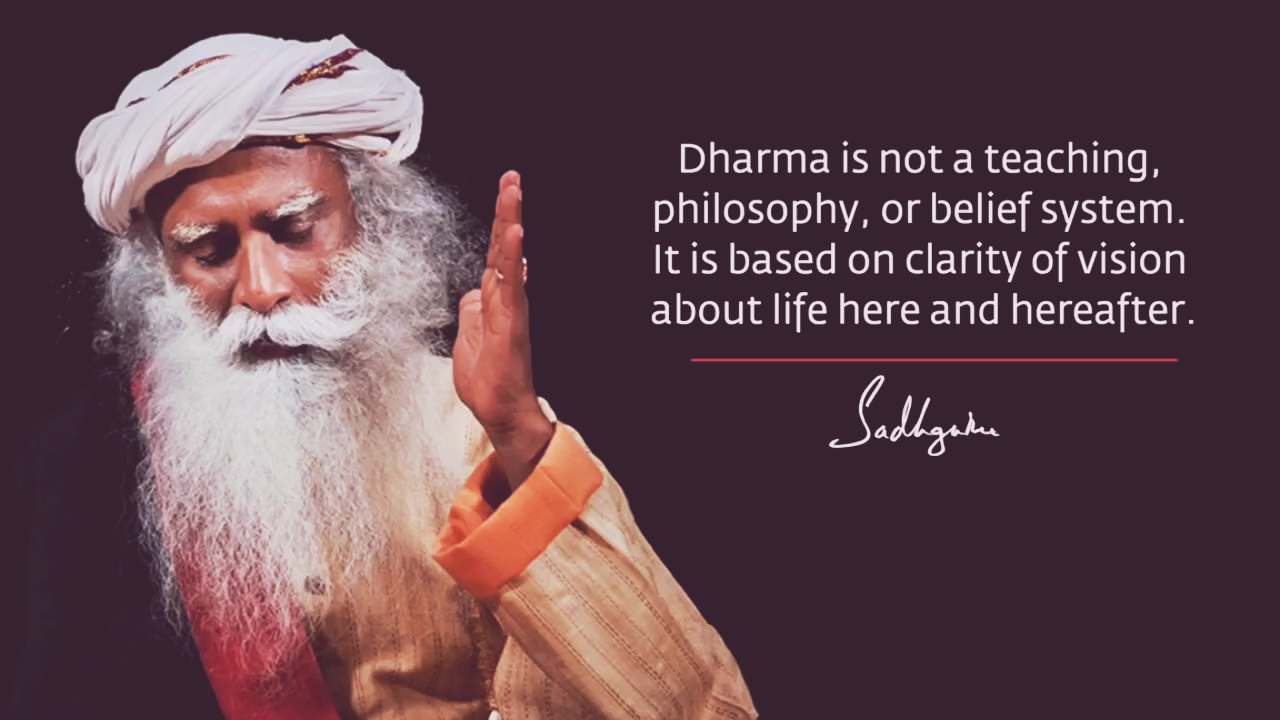 Dharma is not a teaching,
philosophy, or belief system.
It is based on clarity of vision
about life here and hereafter.
Sadhguru